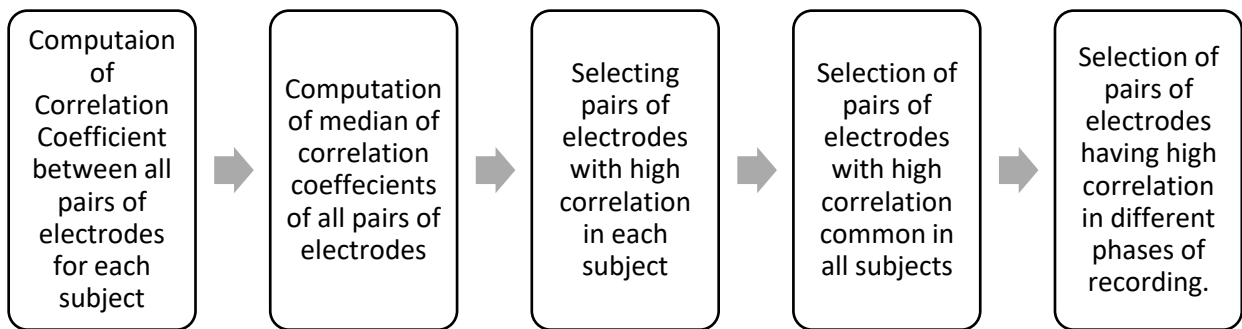 Computaion
of
Correlation
Coefficient
between all
pairs of
electrodes
for each
subject
Computation
of median of
correlation
coeffecients
of all pairs of
electrodes
Selecting
pairs of
electrodes
with high
correlation
in each
subject
Selection of
pairs of
electrodes
with high
correlation
common in
all subjects
Selection of
pairs of
electrodes
having high
correlation
in different
phases of
recording.